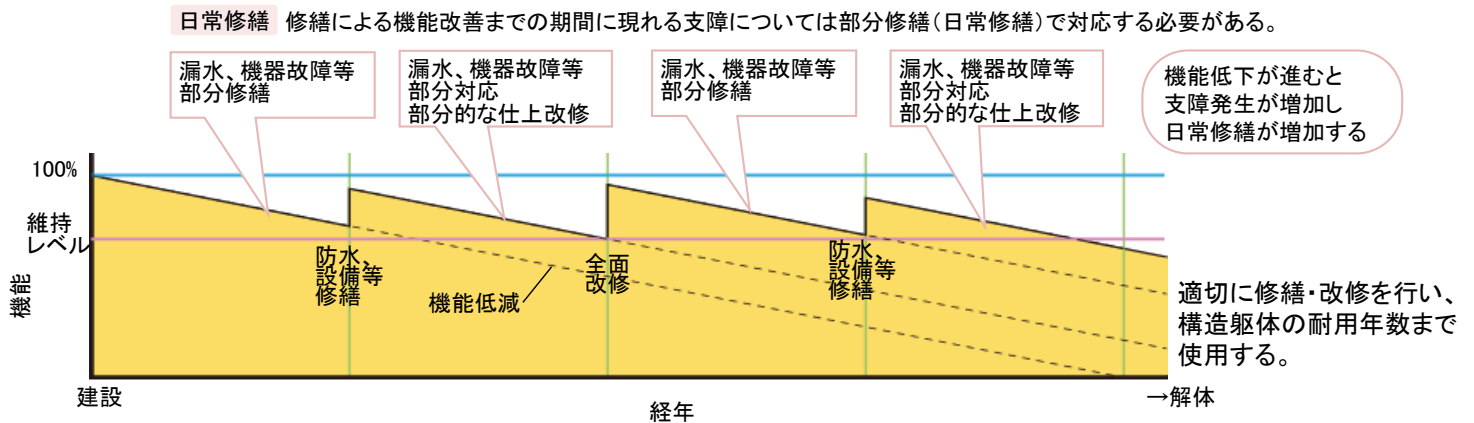 日常修繕 修繕による機能改善までの期間に現れる支障については部分修繕(日常修繕)で対応する必要がある。
漏水、機器故障等
部分修繕
漏水、機器故障等
部分対応
部分的な仕上改修
漏水、機器故障等
部分修繕
漏水、機器故障等
部分対応
部分的な仕上改修
機能低下が進むと
支障発生が増加し
日常修繕が増加する
100%
維持
レベル
機能
防水、
設備等
修繕
機能低減
全面
改修
防水、
設備等
修繕
適切に修繕・改修を行い、
構造躯体の耐用年数まで
使用する。
建設
経年
→解体